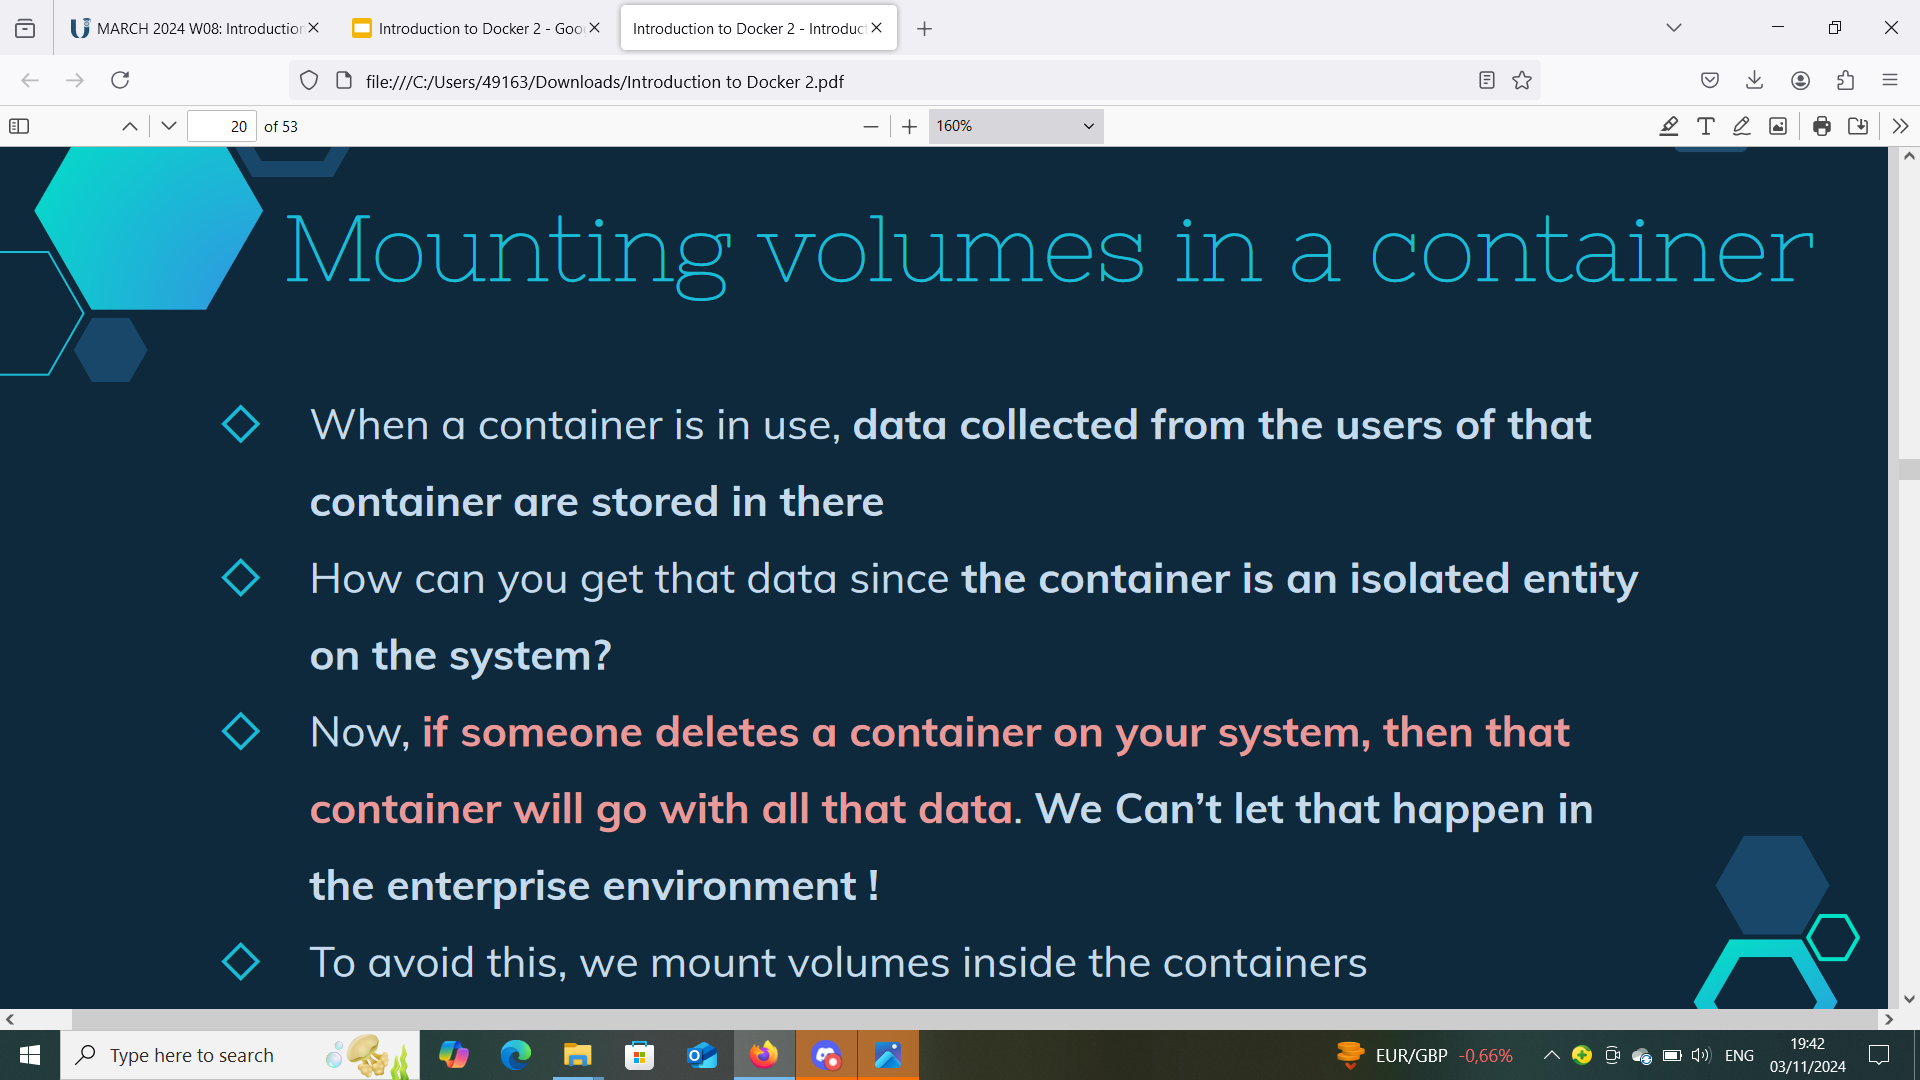 MARCH 2024 W08: Introduction
Introduction to Docker 2 - Goo
Introduction to Docker 2 - Introduc
file:///C:/Users/49163/Downloads/Introduction to Docker 2.pdf
20 of 53
160%
Mounting volumes in a container
When a container is in use, data collected from the users of that
container are stored in there
How can you get that data since the container is an isolated entity
on the system?
Now, if someone deletes a container on your system, then that
container will go with all that data. We Can’t let that happen in
the enterprise environment !
To avoid this, we mount volumes inside the containers
Type here to search
EUR/GBP -0,66%
ENG
19:42
03/11/2024